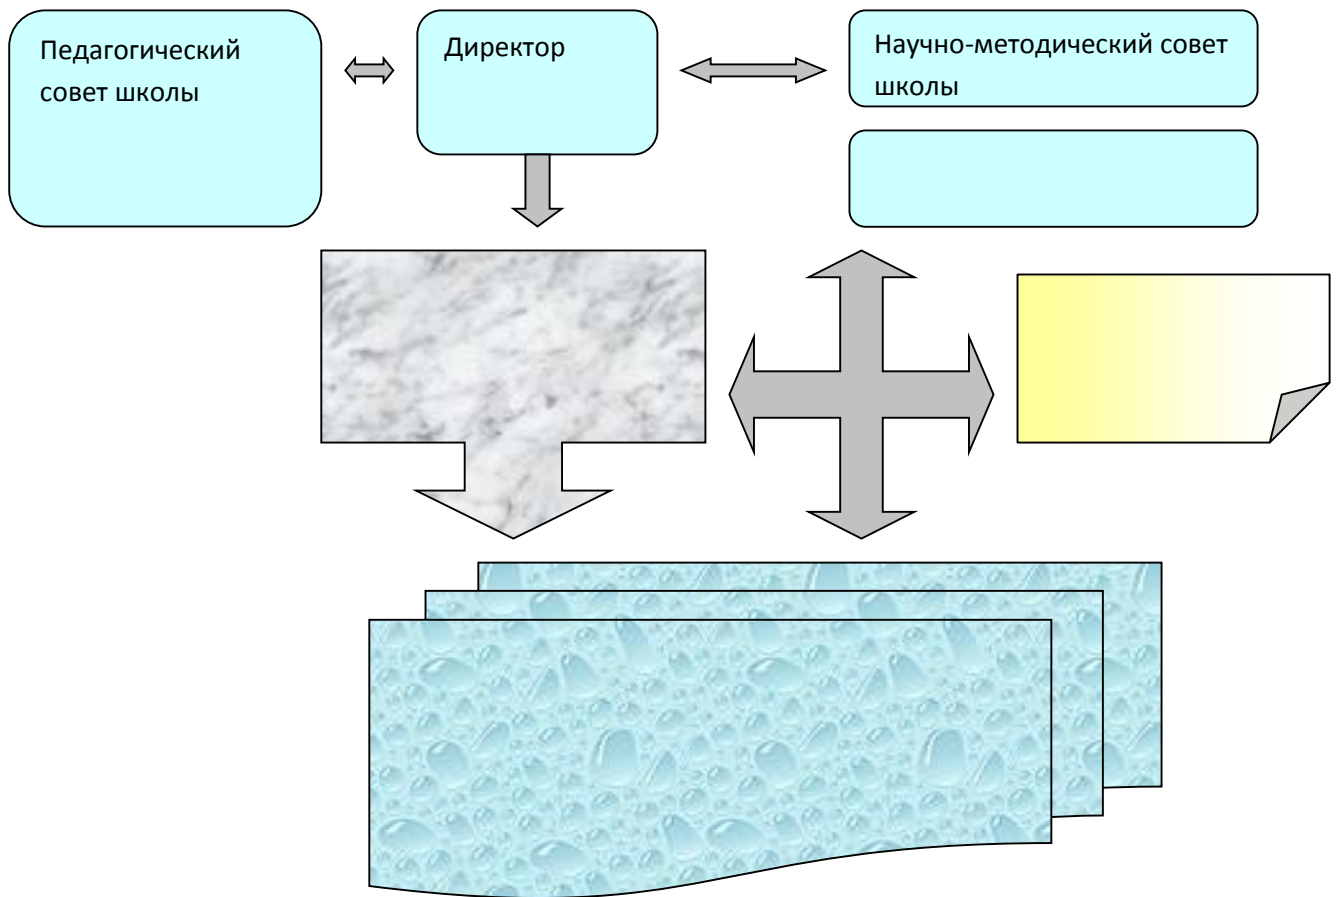 Педагогический
совет школы
Директор
Научно-методический совет
школы